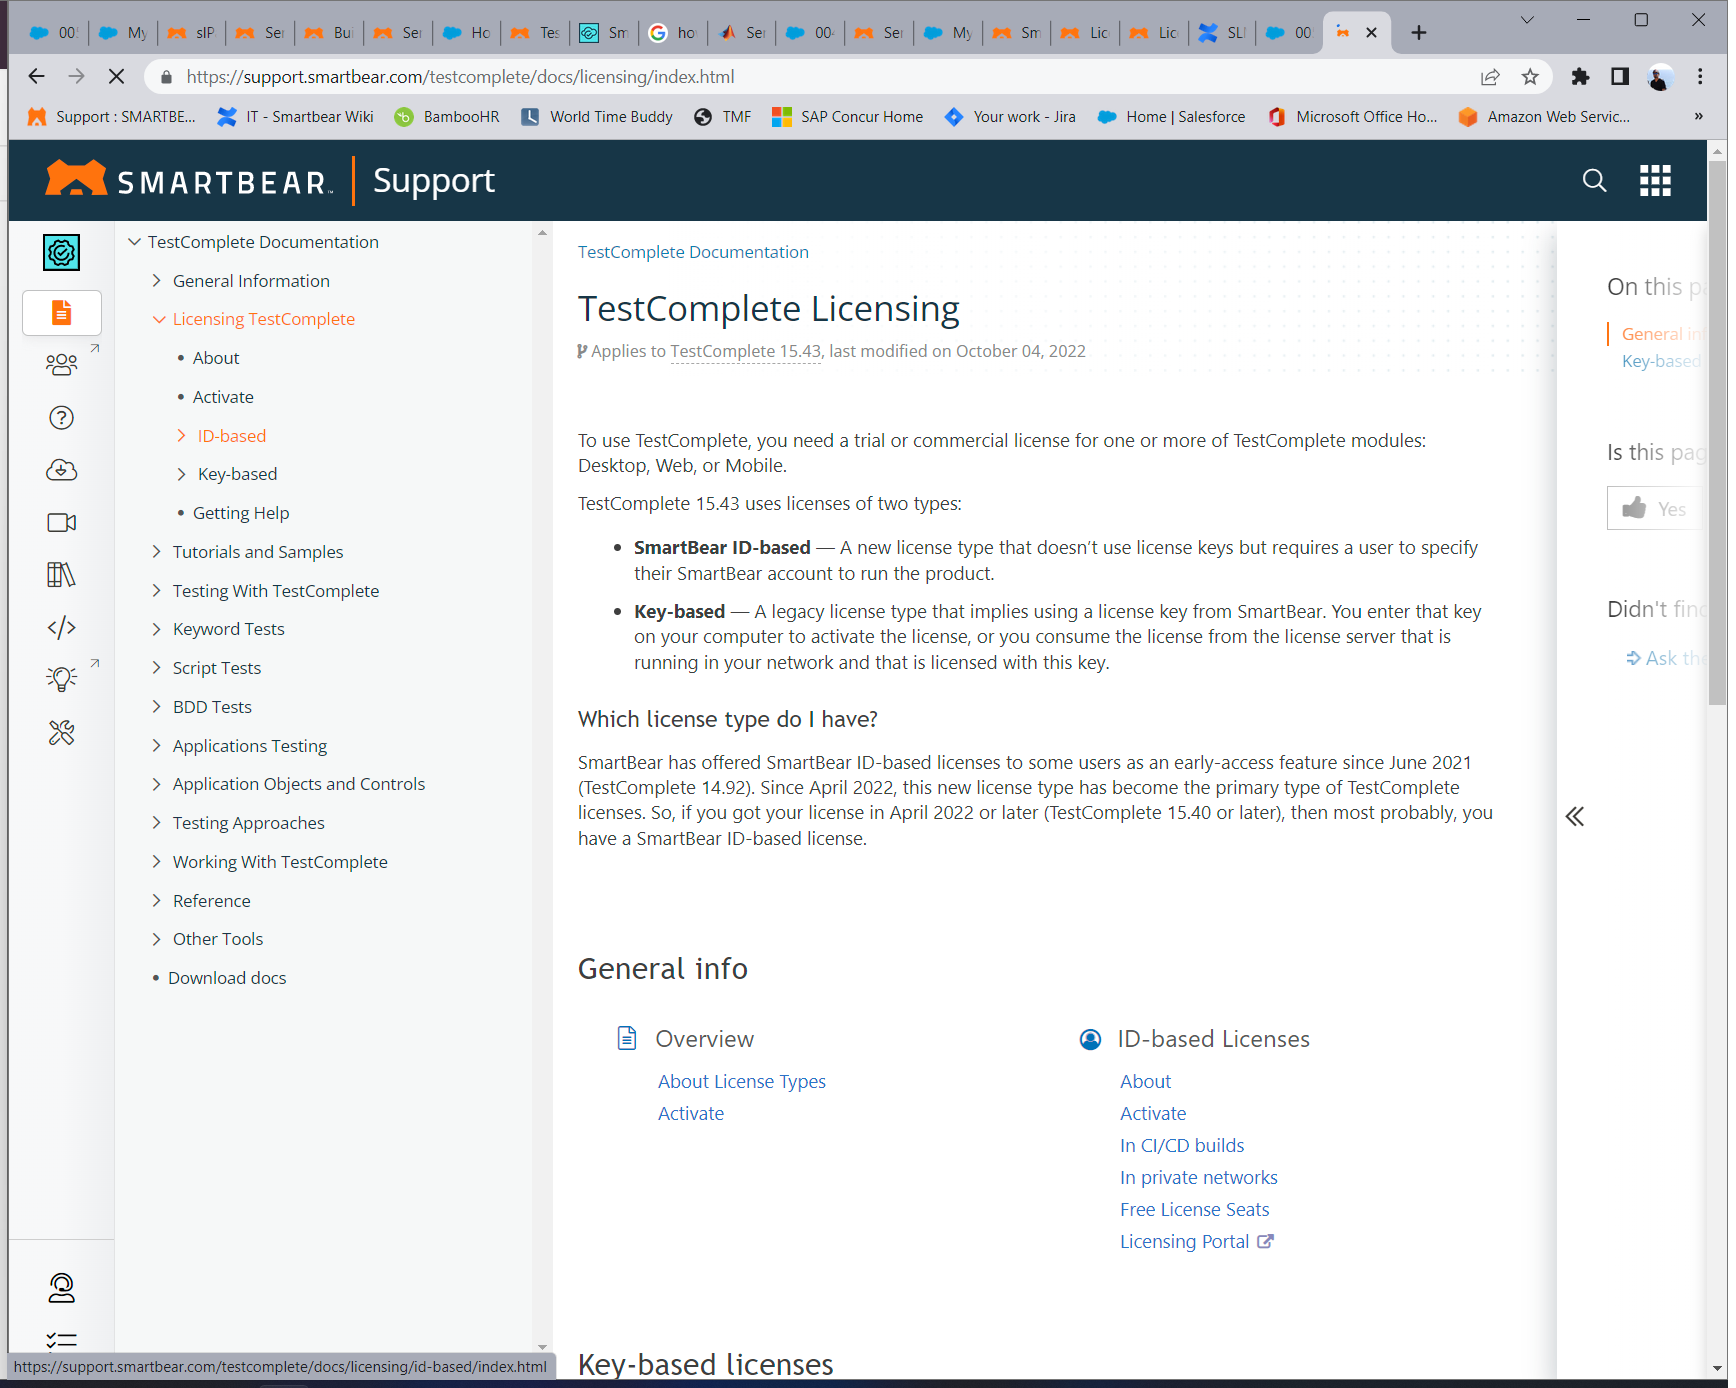 00 My sIP Ser Bui Ser Ho Tes Sm ho Ser 00 Ser My Sm Lic Lic SLI 00
https://support.smartbear.com/testcomplete/docs/licensing/index.html
Support : SMARTBE... IT - Smartbear Wiki BambooHR World Time Buddy TMF SAP Concur Home Your work - Jira Home | Salesforce Microsoft Office Ho... Amazon Web Servic... »
SMARTBEAR Support
TestComplete Documentation
General Information
Licensing TestComplete
• About
• Activate
ID-based
Key-based
• Getting Help
Tutorials and Samples
Testing With TestComplete
Keyword Tests
Script Tests
BDD Tests
Applications Testing
Application Objects and Controls
Testing Approaches
Working With TestComplete
Reference
Other Tools
• Download docs
TestComplete Documentation
TestComplete Licensing
Applies to TestComplete 15.43, last modified on October 04, 2022
To use TestComplete, you need a trial or commercial license for one or more of TestComplete modules:
Desktop, Web, or Mobile.
TestComplete 15.43 uses licenses of two types:
• SmartBear ID-based — A new license type that doesn’t use license keys but requires a user to specify
their SmartBear account to run the product.
• Key-based — A legacy license type that implies using a license key from SmartBear. You enter that key
on your computer to activate the license, or you consume the license from the license server that is
running in your network and that is licensed with this key.
Which license type do I have?
SmartBear has offered SmartBear ID-based licenses to some users as an early-access feature since June 2021
(TestComplete 14.92). Since April 2022, this new license type has become the primary type of TestComplete
licenses. So, if you got your license in April 2022 or later (TestComplete 15.40 or later), then most probably, you
have a SmartBear ID-based license.
General info
Overview
About License Types
Activate
ID-based Licenses
About
Activate
In CI/CD builds
In private networks
Free License Seats
Licensing Portal
Key-based licenses
On this pa
General in
Key-based
Is this pag
Yes
Didn't find
Ask the
https://support.smartbear.com/testcomplete/docs/licensing/id-based/index.html